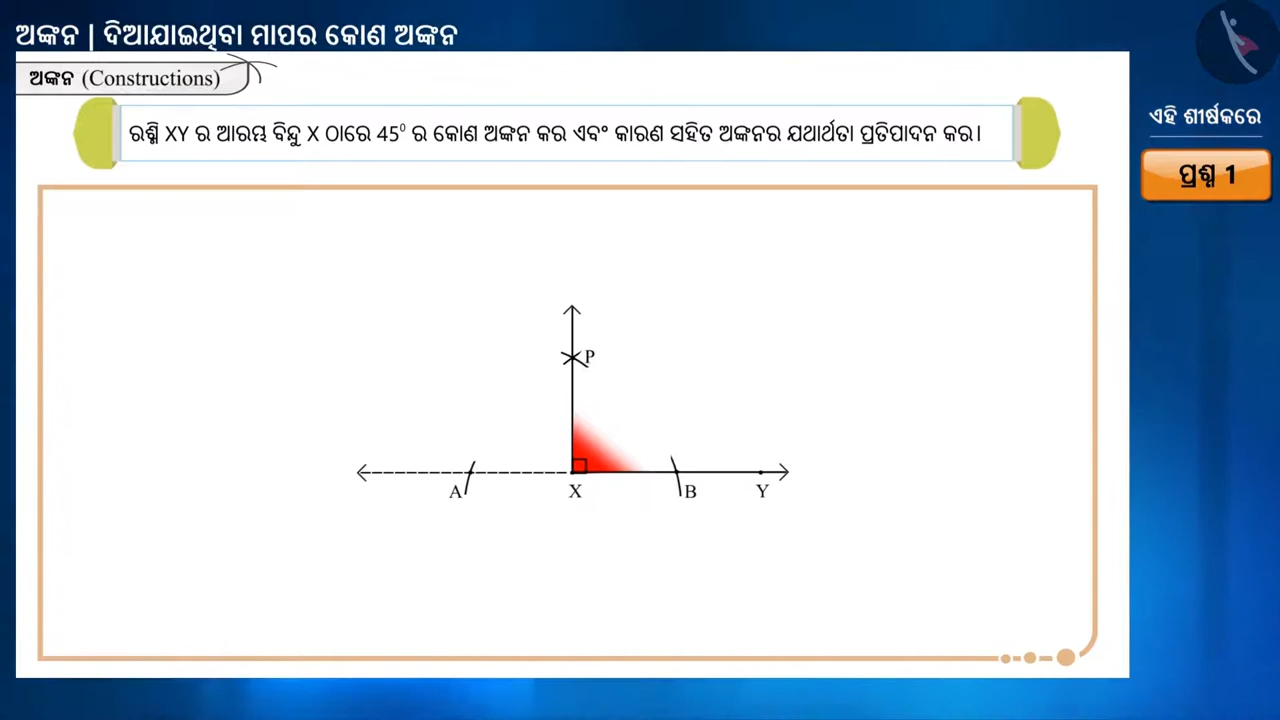 ଅଙ୍କନ | ଦିଆଯାଇଥିବା ମାପର କୋଣ ଅଙ୍କନ
ଅଙ୍କନ (Constructions)
ରଶ୍ମି XY ର ଆରମ୍ଭ ବିନ୍ଦୁ X ଠାରେ 45⁰ ର କୋଣ ଅଙ୍କନ କର ଏବଂ କାରଣ ସହିତ ଅଙ୍କନର ଯଥାର୍ଥତା ପ୍ରତିପାଦନ କର।
ଏହି ଶୀର୍ଷକରେ
ପ୍ରଶ୍ନ 1
P
A X B Y